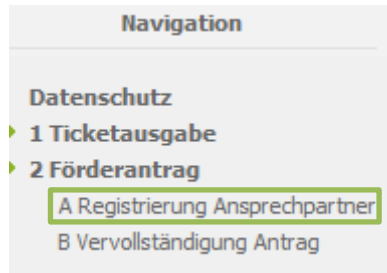 Navigation
Datenschutz
1 Ticketausgabe
2 Förderantrag
A Registrierung Ansprechpartner
B Vervollständigung Antrag